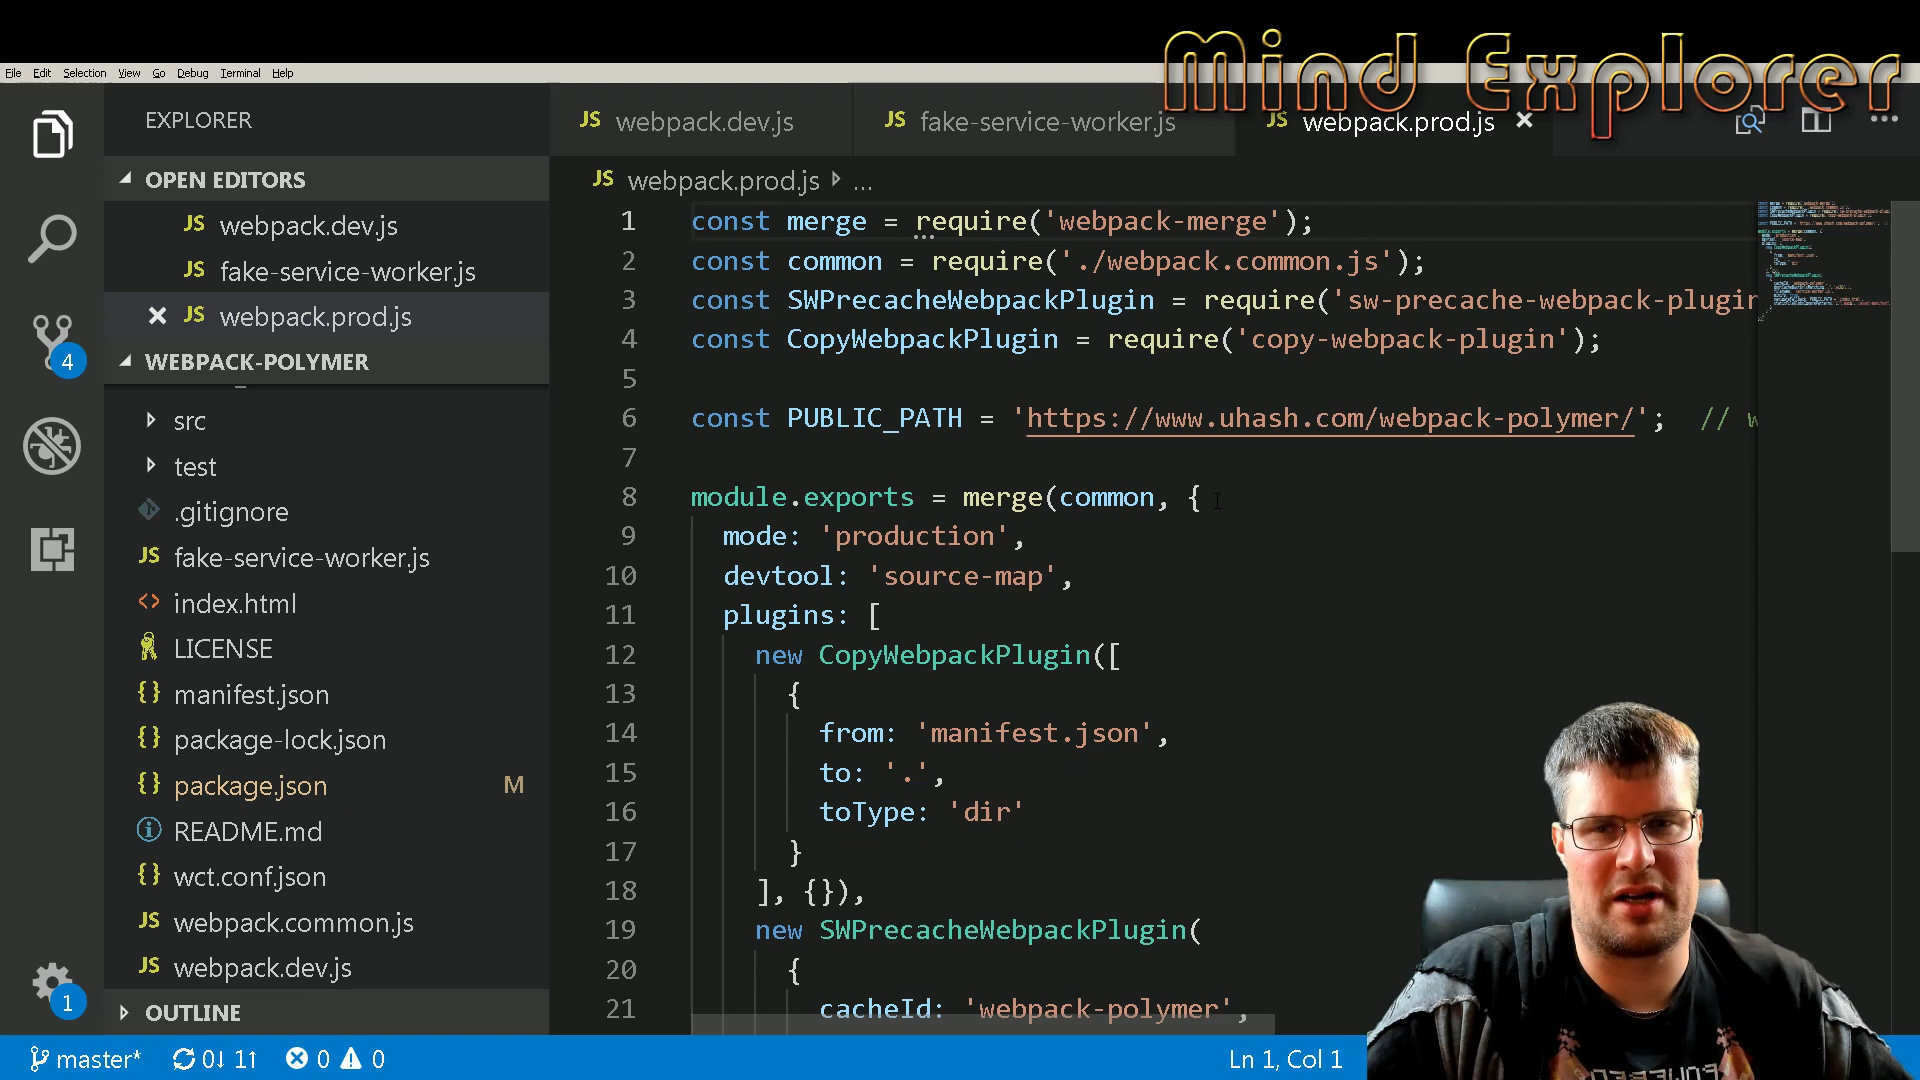 Mind Explorer
File Edit Selection View Go Debug Terminal Help
EXPLORER
OPEN EDITORS
JS webpack.dev.js
JS fake-service-worker.js
JS webpack.prod.js
WEBPACK-POLYMER
src
test
.gitignore
JS fake-service-worker.js
<> index.html
LICENSE
{} manifest.json
{} package-lock.json
{} package.json M
README.md
{} wct.conf.json
JS webpack.common.js
JS webpack.dev.js
OUTLINE
4
1
JS webpack.dev.js JS fake-service-worker.js JS webpack.prod.js
JS webpack.prod.js ...
1 const merge = require('webpack-merge');
2 const common = require('./webpack.common.js');
3 const SWPrecacheWebpackPlugin = require('sw-precache-webpack-plugin
4 const CopyWebpackPlugin = require('copy-webpack-plugin');
5
6 const PUBLIC_PATH = 'https://www.uhash.com/webpack-polymer/'; //
7
8 module.exports = merge(common, {
9 mode: 'production',
10 devtool: 'source-map',
11 plugins: [
12 new CopyWebpackPlugin([
13 {
14 from: 'manifest.json',
15 to: '.',
16 toType: 'dir'
17 }
18 ], {}),
19 new SWPrecacheWebpackPlugin(
20 {
21 cacheId: 'webpack-polymer',
master* 0↓ 1↑ 0 0 Ln 1, Col 1